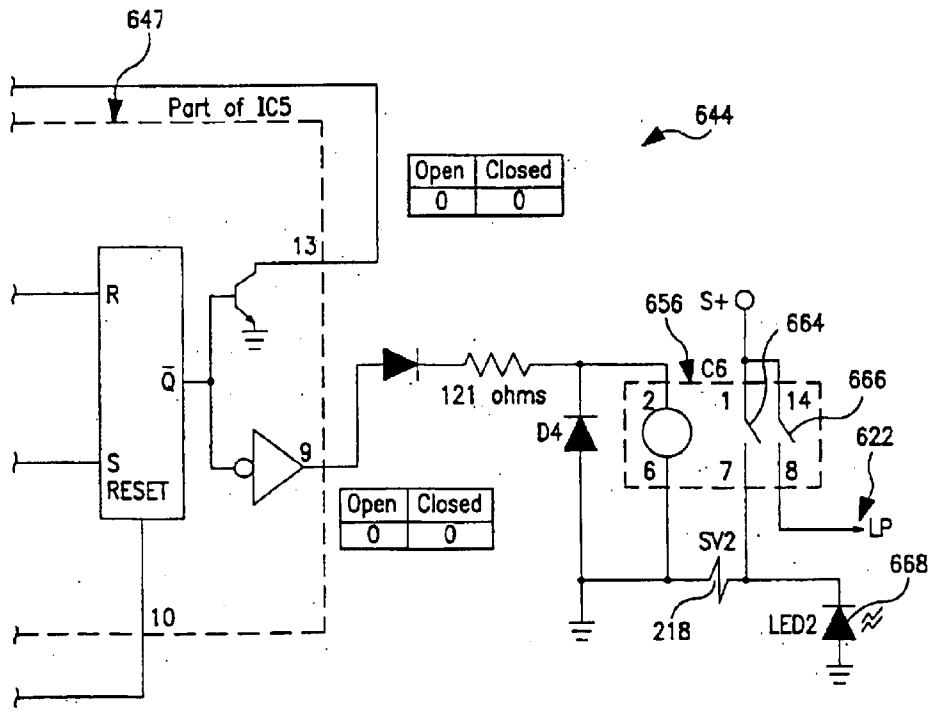 647
Part of IC5
644
Open Closed
0 0
13
R
656
S+
664
C6
Q̄
2 1 14
666
121 ohms
D4
622
S
9
6 7 8
RESET
Open Closed
0 0
LP
SV2
668
10
218
LED2